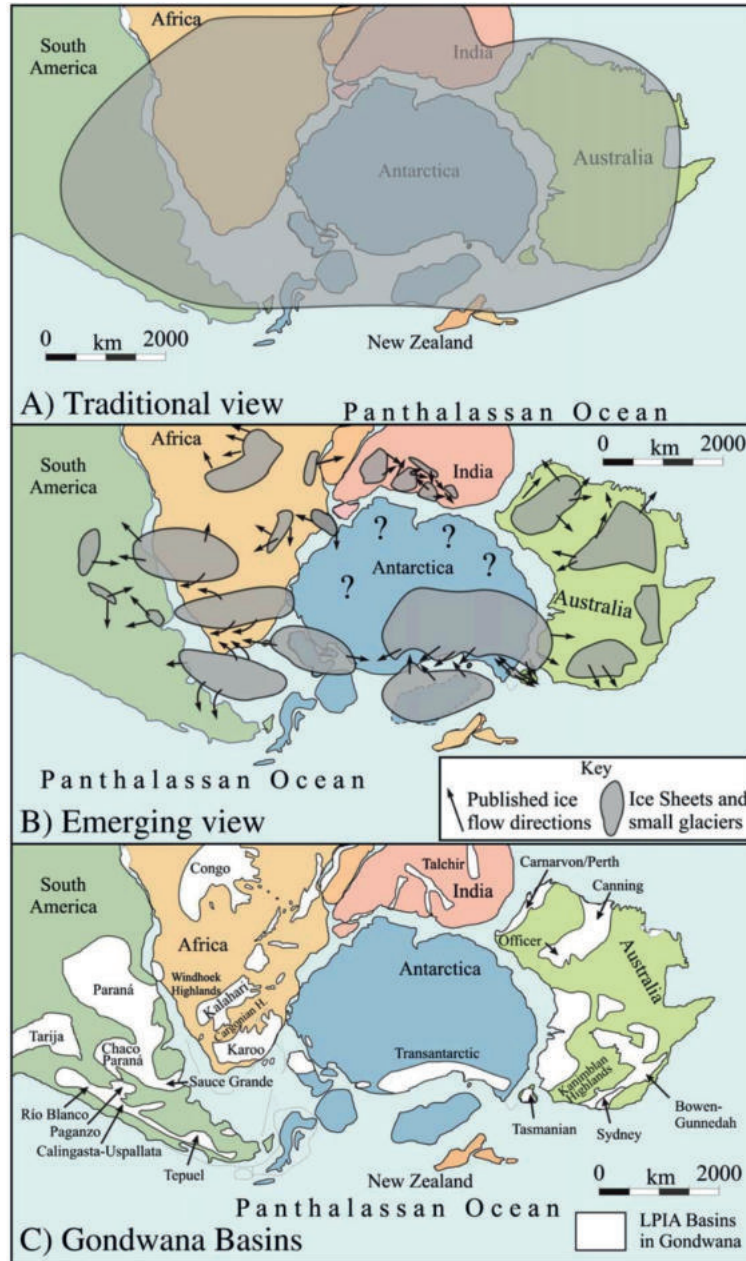 Africa
South
America
India
Antarctica
Australia
0 km 2000
New Zealand
A) Traditional view
Panthalassan Ocean
Africa
0 km 2000
South
America
India
? ? ? ?
Antarctica
Australia
Panthalassan Ocean
B) Emerging view
Key
Published ice
flow directions
Ice Sheets and
small glaciers
Congo
Talchir
Carnarvon/Perth
South
America
India
Canning
Africa
Officer
Antarctica
Australia
Windhoek
Highlands
Paraná
Kalahari
Cargonian H.
Tarija
Chaco
Paraná
Karoo
Transantarctic
Kanimblan
Highlands
Sauce Grande
Río Blanco
Paganzo
Calingasta-Uspallata
Tepuel
Tasmanian
Sydney
Bowen-
Gunnedah
New Zealand
0 km 2000
Panthalassan Ocean
C) Gondwana Basins
LPIA Basins
in Gondwana